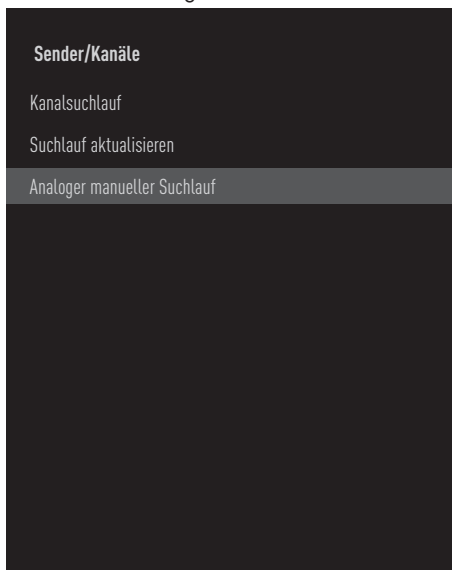 Sender/Kanäle
Kanalsuchlauf
Suchlauf aktualisieren
Analoger manueller Suchlauf